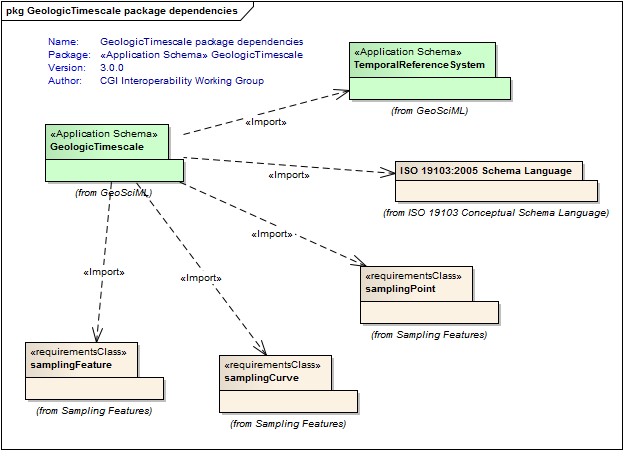 pkg GeologicTimescale package dependencies
Name: GeologicTimescale package dependencies
Package: «Application Schema» GeologicTimescale
Version: 3.0.0
Author: CGI Interoperability Working Group
«Application Schema»
TemporalReferenceSystem
(from GeoSciML)
«Import»
«Application Schema»
GeologicTimescale
(from GeoSciML)
«Import»
ISO 19103:2005 Schema Language
(from ISO 19103 Conceptual Schema Language)
«Import»
«Import»
«Import»
«requirementsClass»
samplingPoint
(from Sampling Features)
«requirementsClass»
samplingFeature
(from Sampling Features)
«requirementsClass»
samplingCurve
(from Sampling Features)